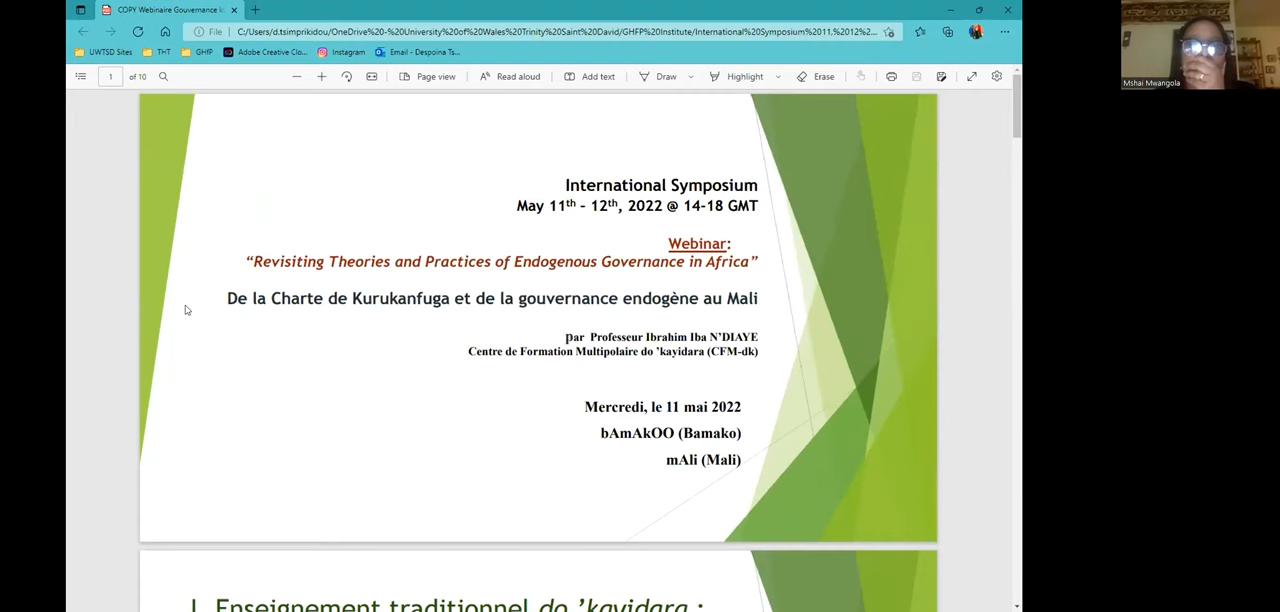 COPY Webinaire Gouvernance k
File
C:/Users/d.tsimprikidou/OneDrive%20-%20University%20of%20Wales%20Trinity%20Saint%20David/GHFP%20Institute/International%20Symposium%2011,%2012%2...
UWTSD Sites
THT
GHFP
Adobe Creative Clo...
Instagram
Email - Despoina Ts...
1
of 10
Page view
Read aloud
Add text
Draw
Highlight
Erase
Mshai Mwangola
International Symposium
May 11th – 12th, 2022 @ 14-18 GMT
Webinar:
“Revisiting Theories and Practices of Endogenous Governance in Africa”
De la Charte de Kurukanfuga et de la gouvernance endogène au Mali
par Professeur Ibrahim Iba N’DIAYE
Centre de Formation Multipolaire do ’kayidara (CFM-dk)
Mercredi, le 11 mai 2022
bAmAkOO (Bamako)
mAli (Mali)
I. Enseignement traditionnel do ’kayidara :